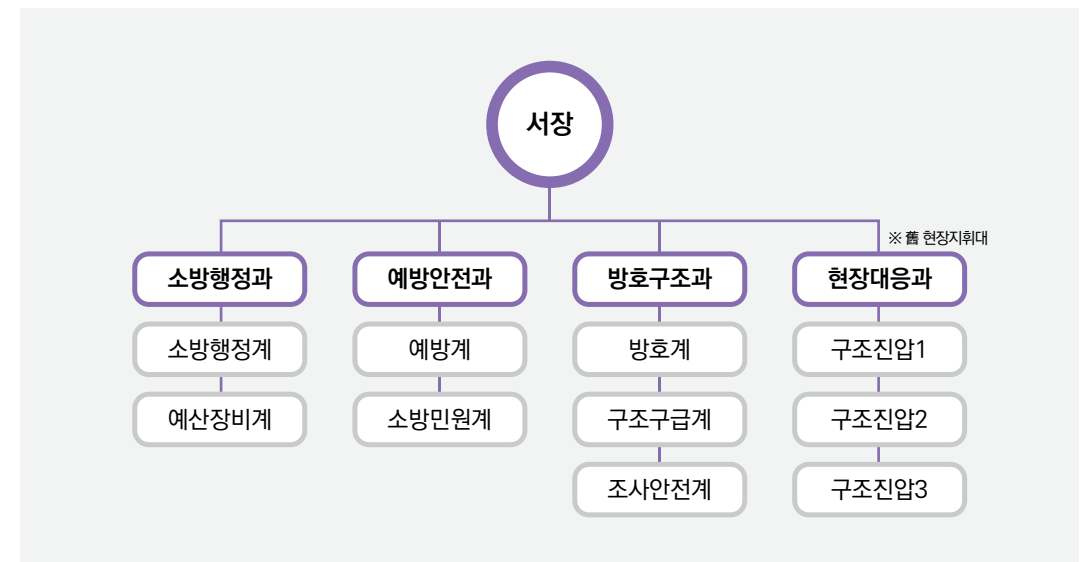 서장
※ 舊 현장지휘대
소방행정과
예방안전과
방호구조과
현장대응과
소방행정계
예방계
방호계
구조진압1
예산장비계
소방민원계
구조구급계
구조진압2
조사안전계
구조진압3